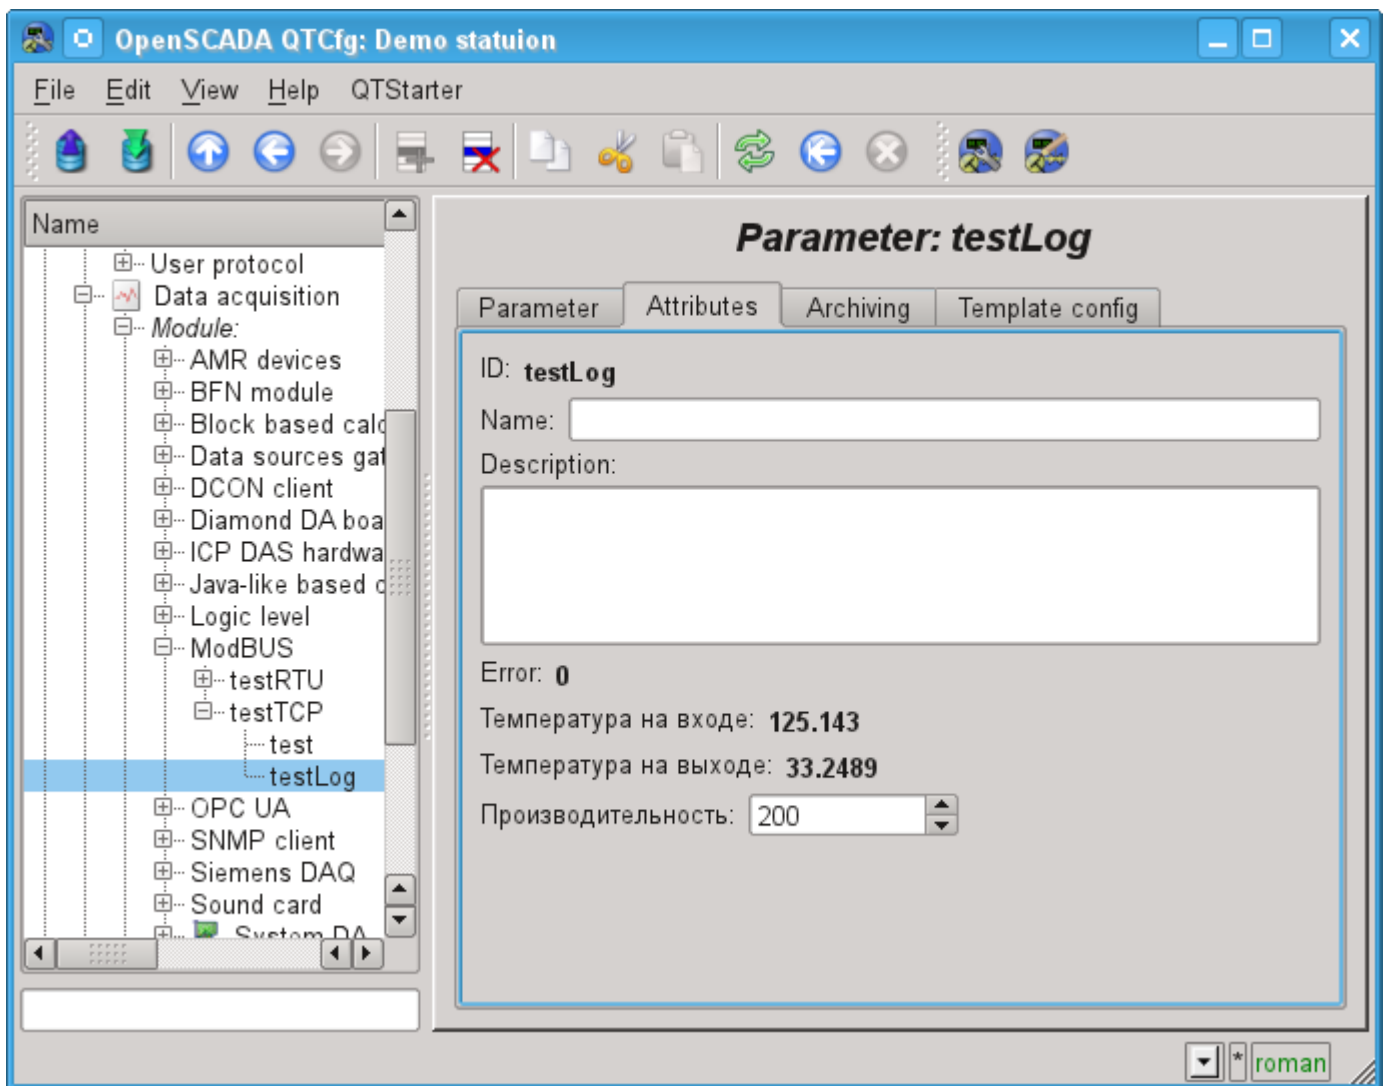 OpenSCADA QTCfg: Demo statuion
File Edit View Help QTStarter
Name
User protocol
Data acquisition
Module:
AMR devices
BFN module
Block based calc
Data sources gat
DCON client
Diamond DA boa
ICP DAS hardwa
Java-like based c
Logic level
ModBUS
testRTU
testTCP
test
testLog
OPC UA
SNMP client
Siemens DAQ
Sound card
System DA
Parameter: testLog
Parameter Attributes Archiving Template config
ID: testLog
Name:
Description:
Error: 0
Температура на входе: 125.143
Температура на выходе: 33.2489
Производительность: 200
* roman